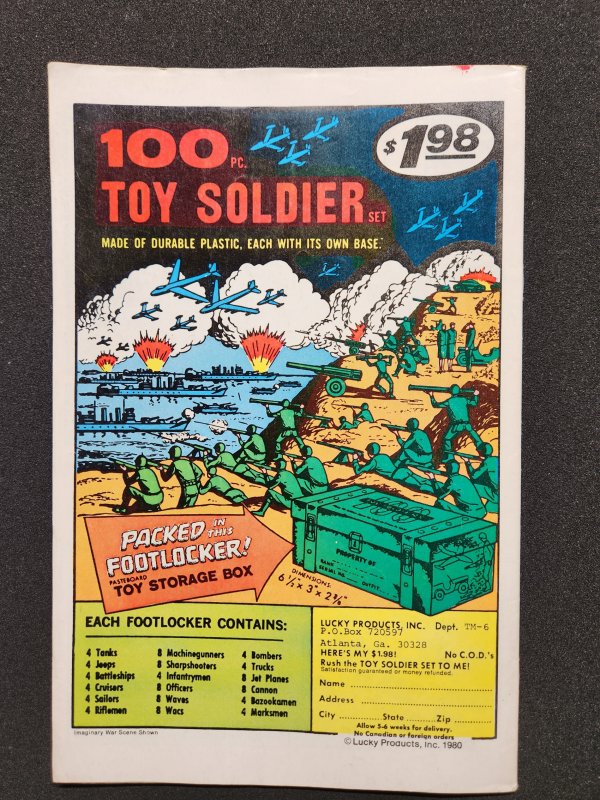 100 PC.
$1.98
TOY SOLDIER SET
MADE OF DURABLE PLASTIC, EACH WITH ITS OWN BASE.
PACKED IN THIS
FOOTLOCKER!
PASTEBOARD
TOY STORAGE BOX
DIMENSIONS:
6 1/2" x 3" x 2 3/8"
PROPERTY OF
EACH FOOTLOCKER CONTAINS:
4 Tanks
4 Jeeps
4 Battleships
4 Cruisers
4 Sailors
4 Riflemen
8 Machinegunners
8 Sharpshooters
4 Infantrymen
8 Officers
8 Waves
8 Wacs
4 Bombers
4 Trucks
8 Jet Planes
8 Cannon
4 Bazookamen
4 Marksmen
LUCKY PRODUCTS, INC. Dept. TM-6
P.O.Box 720597
Atlanta, Ga. 30328
HERE'S MY $1.98! No C.O.D.'s
Rush the TOY SOLDIER SET TO ME!
Satisfaction guaranteed or money refunded.
Name
Address
City State Zip
Allow 5-6 weeks for delivery.
No Canadian or foreign orders
Imaginary War Scene Shown
© Lucky Products, Inc. 1980